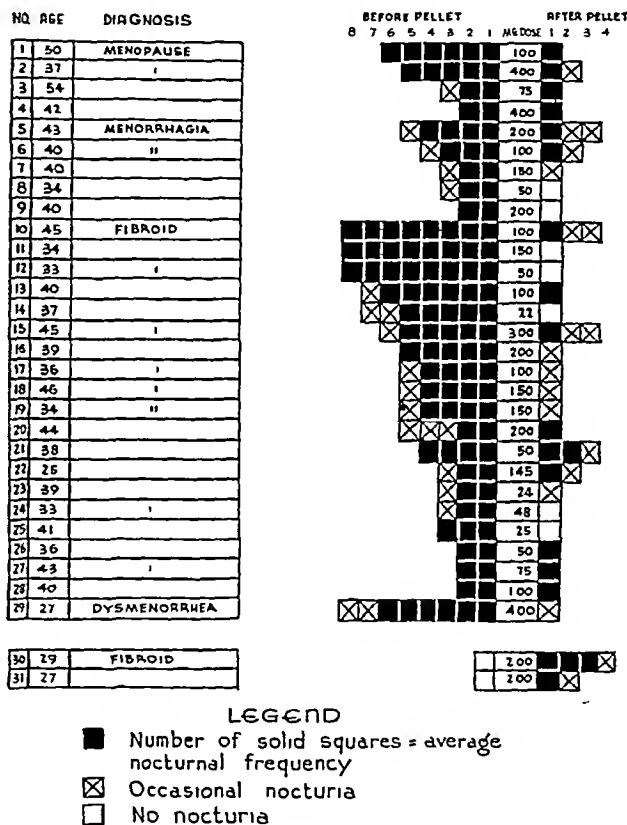 NO. AGE DIAGNOSIS BEFORE PELLET MG DOSE AFTER PELLET
8 7 6 5 4 3 2 1 1 2 3 4
1 50 MENOPAUSE 100
2 37 " 400
3 54 75
4 42 400
5 43 MENORRHAGIA 200
6 40 " 100
7 40 150
8 34 50
9 40 200
10 45 FIBROID 100
11 34 150
12 33 " 50
13 40 100
14 37 22
15 45 " 300
16 39 200
17 36 " 100
18 46 " 150
19 34 " 150
20 44 200
21 38 50
22 25 145
23 39 24
24 33 " 48
25 41 25
26 36 50
27 43 " 75
28 40 100
29 27 DYSMENORRHEA 400
30 29 FIBROID 200
31 27 200
LEGEND
Number of solid squares = average
nocturnal frequency
Occasional nocturia
No nocturia